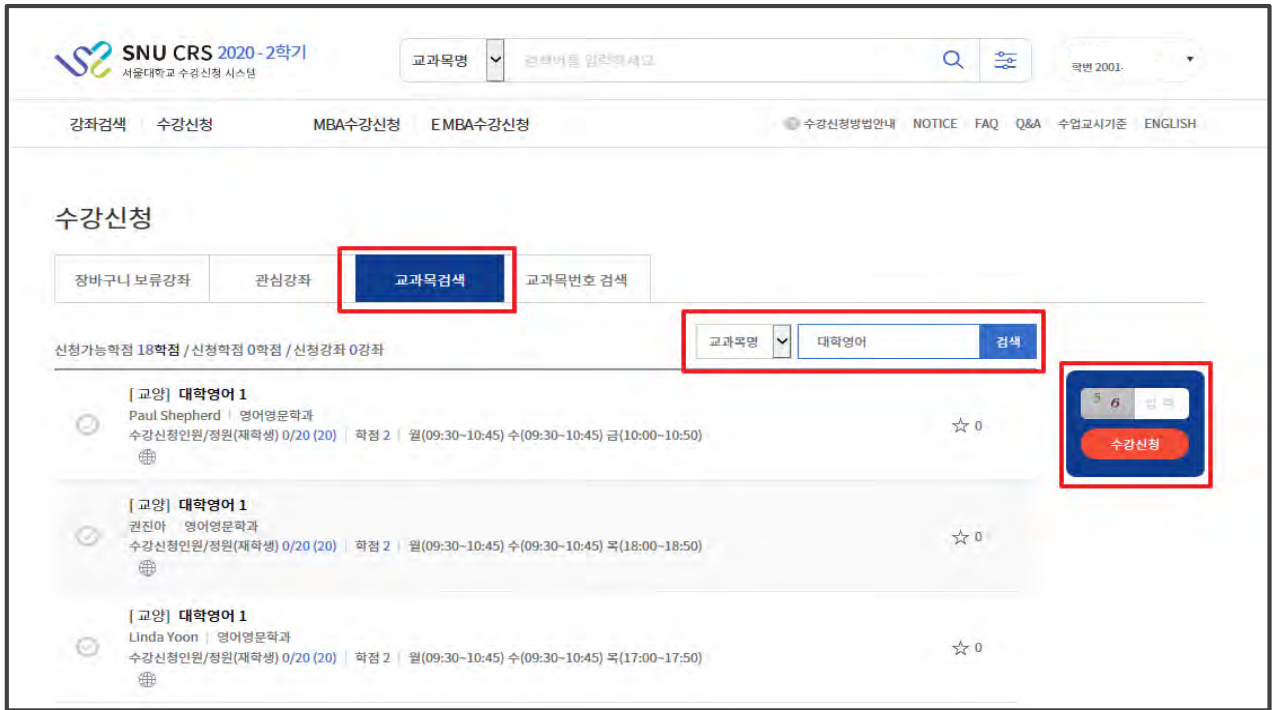 SNU CRS 2020-2학기
서울대학교 수강신청 시스템
교과목명 검색어를 입력하세요
학번 2001-
강좌검색 수강신청 MBA수강신청 EMBA수강신청 수강신청방법안내 NOTICE FAQ Q&A 수업교시기준 ENGLISH
수강신청
장바구니 보류강좌 관심강좌 교과목검색 교과목번호 검색
신청가능학점 18학점 / 신청학점 0학점 / 신청강좌 0강좌 교과목명 대학영어 검색
[교양] 대학영어 1
Paul Shepherd | 영어영문학과
수강신청인원/정원(재학생) 0/20 (20) | 학점 2 | 월(09:30~10:45) 수(09:30~10:45) 금(10:00~10:50)
☆ 0
5 6 입력
수강신청
[교양] 대학영어 1
권진아 영어영문학과
수강신청인원/정원(재학생) 0/20 (20) | 학점 2 | 월(09:30~10:45) 수(09:30~10:45) 목(18:00~18:50)
☆ 0
[교양] 대학영어 1
Linda Yoon | 영어영문학과
수강신청인원/정원(재학생) 0/20 (20) | 학점 2 | 월(09:30~10:45) 수(09:30~10:45) 목(17:00~17:50)
☆ 0